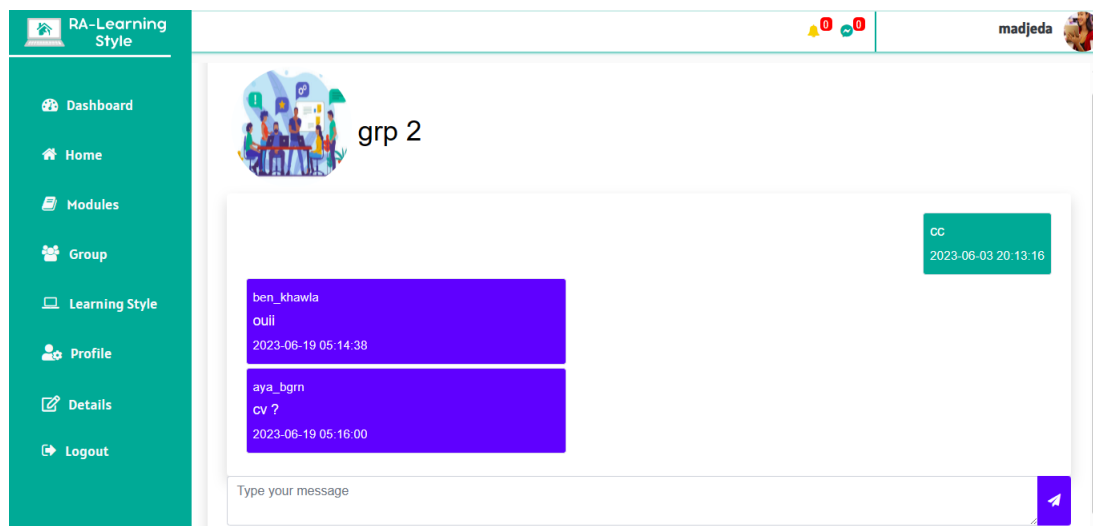 RA-Learning
Style
0
0
madjeda
Dashboard
Home
Modules
Group
Learning Style
Profile
Details
Logout
grp 2
cc
2023-06-03 20:13:16
ben_khawla
ouii
2023-06-19 05:14:38
aya_bgrn
cv ?
2023-06-19 05:16:00
Type your message